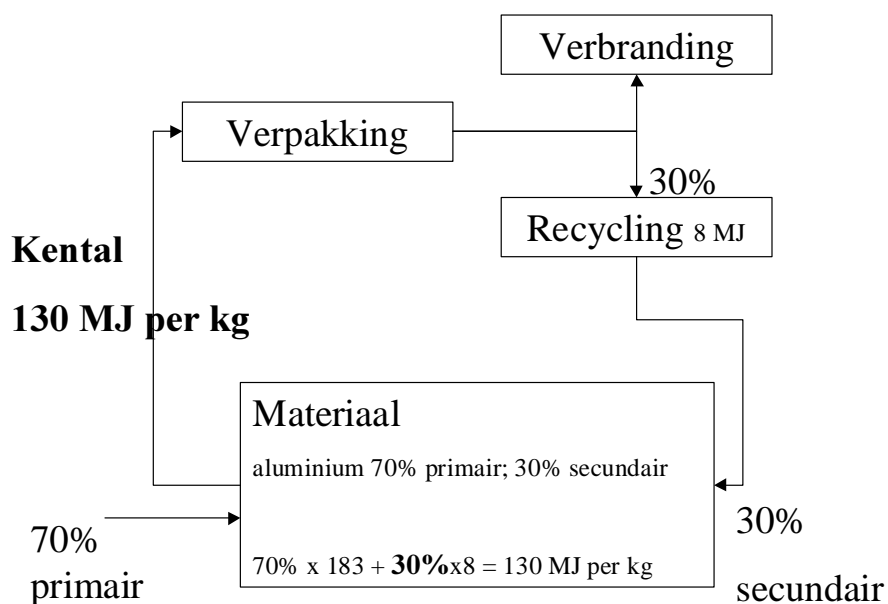 Verbranding
Verpakking
30%
Recycling 8 MJ
Kental
130 MJ per kg
Materiaal
aluminium 70% primair; 30% secundair
70%
primair
70% x 183 + 30%x8 = 130 MJ per kg
30%
secundair